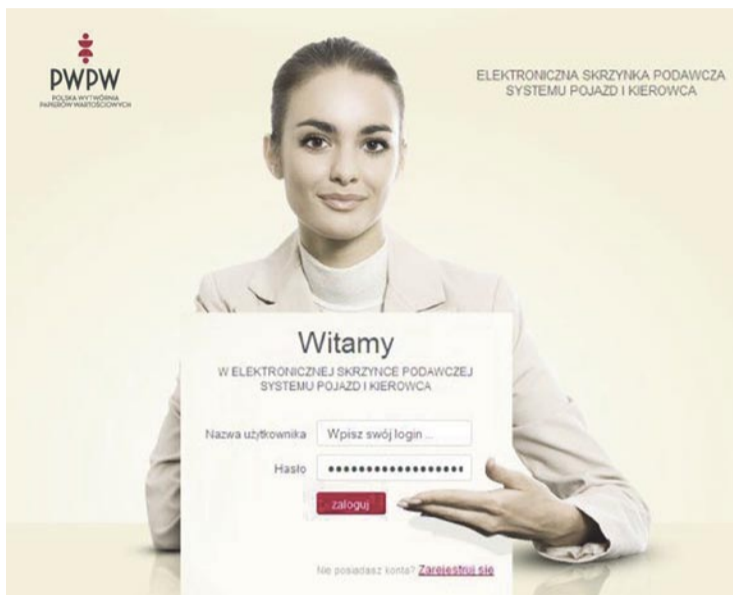 PWPW
POLSKA WYTWÓRNIA
PAPIERÓW WARTOŚCIOWYCH
ELEKTRONICZNA SKRZYNKA PODAWCZA
SYSTEMU POJAZD I KIEROWCA
Witamy
W ELEKTRONICZNEJ SKRZYNCE PODAWCZEJ
SYSTEMU POJAZD I KIEROWCA
Nazwa użytkownika Wpisz swój login ...
Hasło ••••••••••••••••••
zaloguj
Nie posiadasz konta? Zarejestruj się